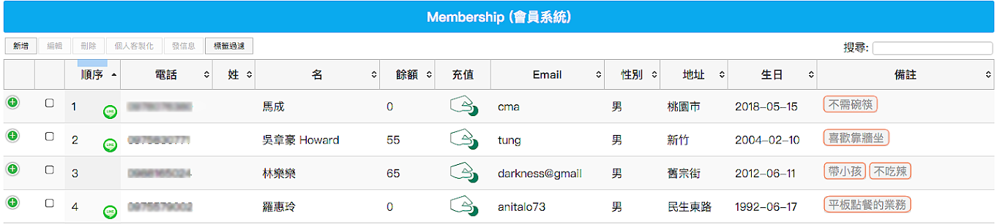 Membership (會員系統)
新增 編輯 刪除 個人客製化 發信息 標籤過濾 搜尋:
順序 電話 姓 名 餘額 充值 Email 性別 地址 生日 備註
1 LINE 馬成 0 cma 男 桃園市 2018-05-15 不需碗筷
2 LINE 吳章豪 Howard 55 tung 男 新竹 2004-02-10 喜歡靠牆坐
3 林樂樂 65 darkness@gmail 男 舊宗街 2012-06-11 帶小孩 不吃辣
4 LINE 羅惠玲 0 anitalo73 男 民生東路 1992-06-17 平板點餐的業務